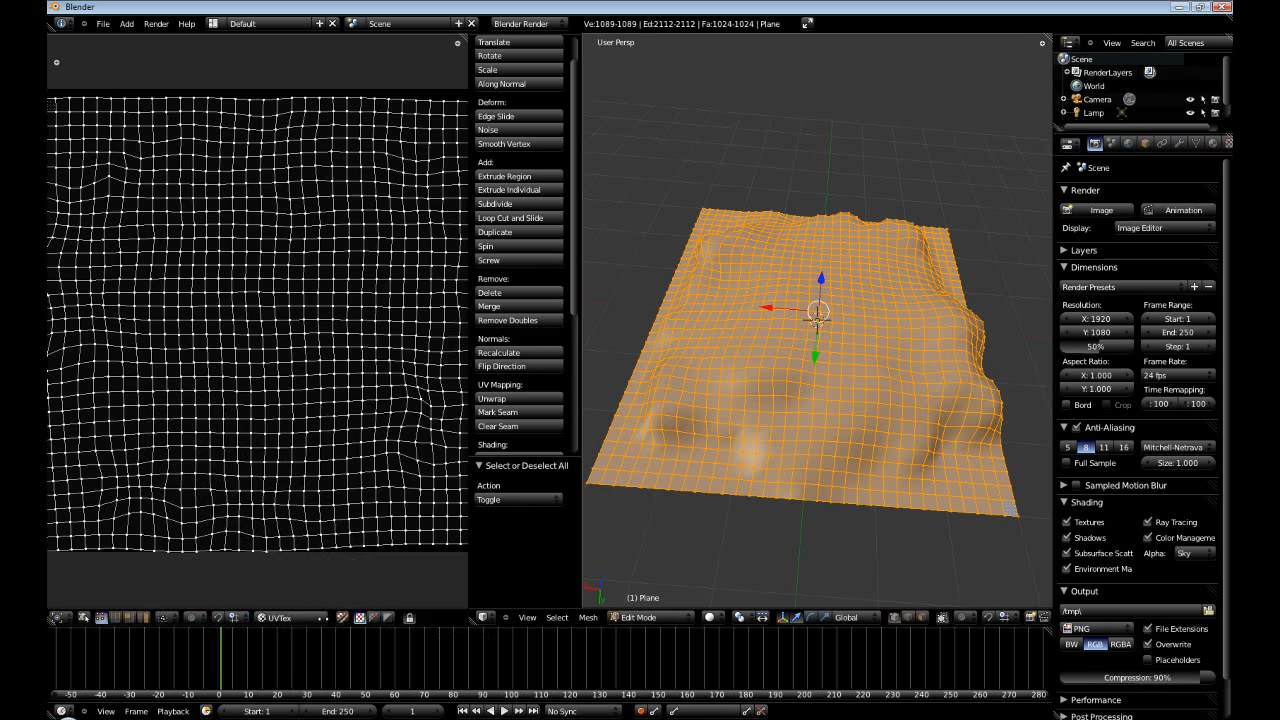 Blender
File Add Render Help Default Scene Blender Render Ve:1089-1089 | Ed:2112-2112 | Fa:1024-1024 | Plane
Translate
Rotate
Scale
Along Normal
Deform:
Edge Slide
Noise
Smooth Vertex
Add:
Extrude Region
Extrude Individual
Subdivide
Loop Cut and Slide
Duplicate
Spin
Screw
Remove:
Delete
Merge
Remove Doubles
Normals:
Recalculate
Flip Direction
UV Mapping:
Unwrap
Mark Seam
Clear Seam
Shading:
Select or Deselect All
Action
Toggle
User Persp
(1) Plane
View Search All Scenes
Scene
RenderLayers
World
Camera
Lamp
Scene
Render
Image Animation
Display: Image Editor
Layers
Dimensions
Render Presets
Resolution: Frame Range:
X: 1920 Start: 1
Y: 1080 End: 250
50% Step: 1
Aspect Ratio: Frame Rate:
X: 1.000 24 fps
Y: 1.000 Time Remapping:
Bord Crop :100 :100
Anti-Aliasing
5 8 11 16 Mitchell-Netrava
Full Sample Size: 1.000
Sampled Motion Blur
Shading
Textures Ray Tracing
Shadows Color Manageme
Subsurface Scatt Alpha: Sky
Environment Ma
Output
/tmp\
PNG File Extensions
BW RGB RGBA Overwrite
Placeholders
Compression: 90%
Performance
Post Processing
UVTex
View Select Mesh Edit Mode Global
-50 -40 -30 -20 -10 0 10 20 30 40 50 60 70 80 90 100 110 120 130 140 150 160 170 180 190 200 210 220 230 240 250 260 270 280
View Frame Playback Start: 1 End: 250 1 No Sync